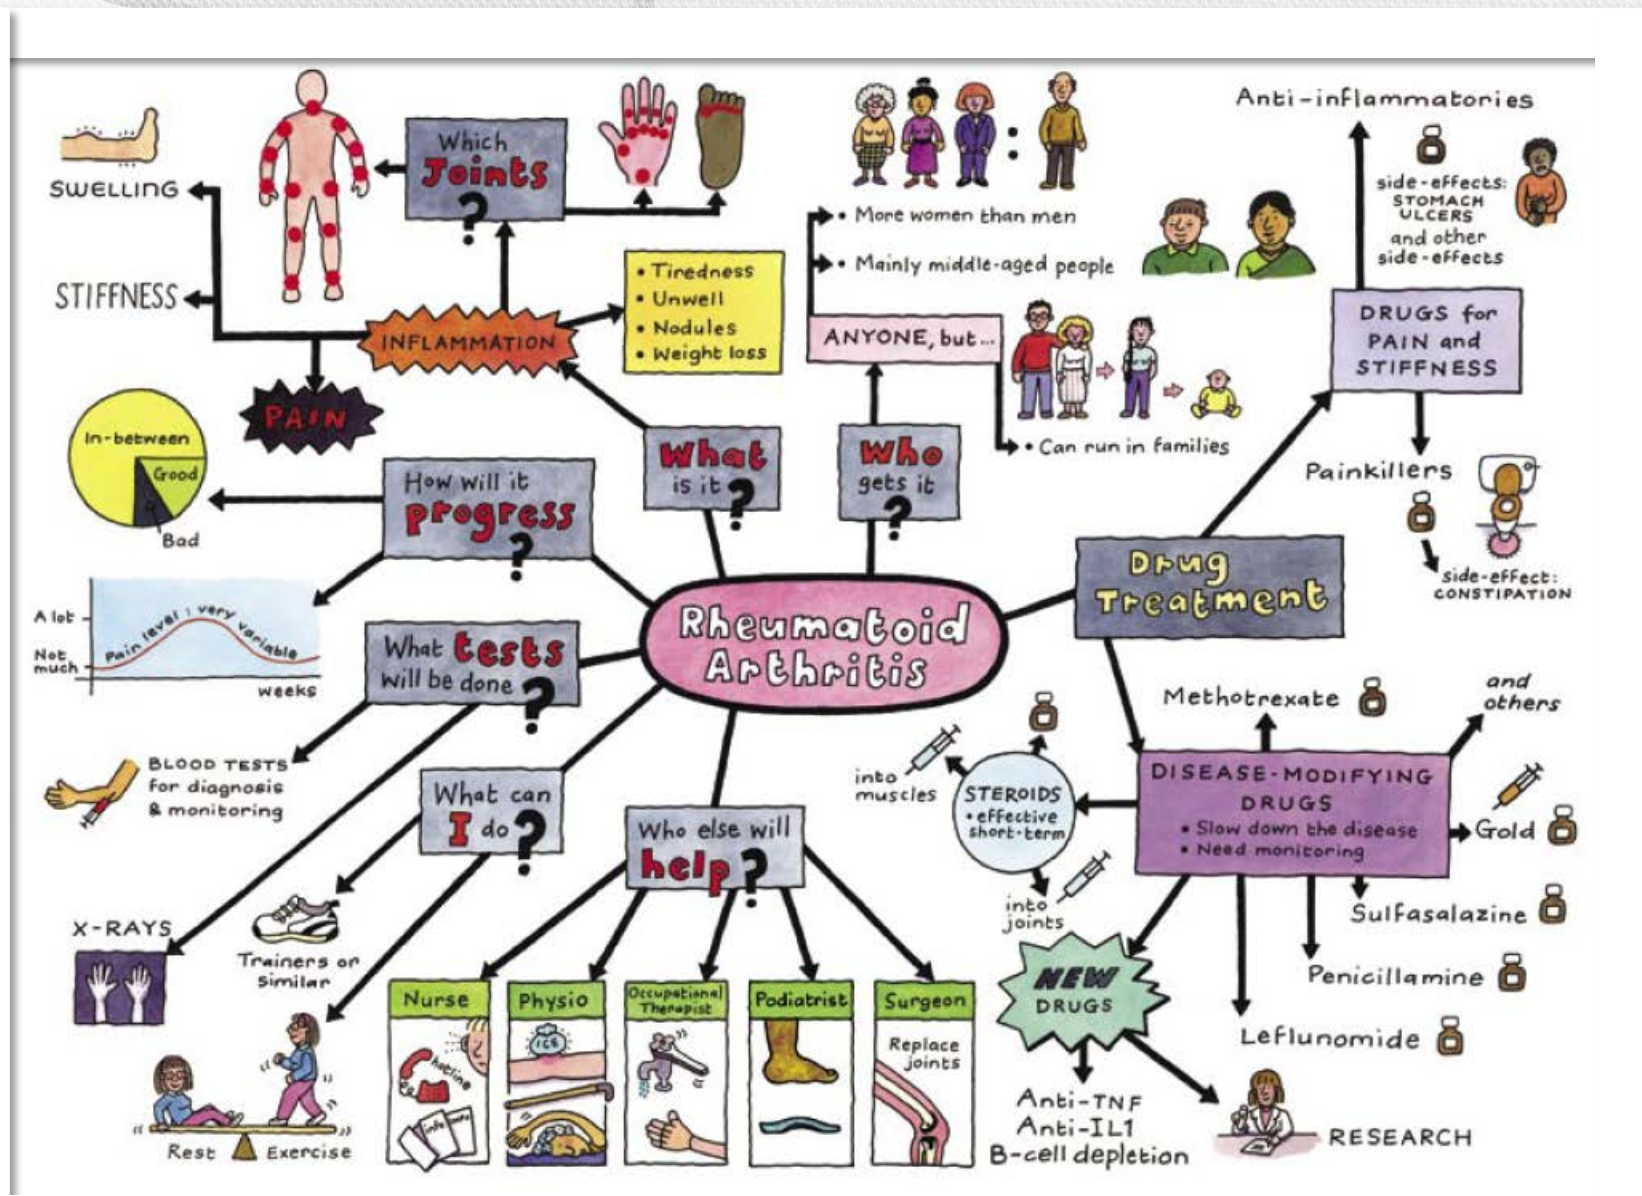 Rheumatoid
Arthritis
What
is it?
INFLAMMATION
Which
Joints
?
SWELLING
STIFFNESS
PAIN
• Tiredness
• Unwell
• Nodules
• Weight loss
Who
gets it
?
ANYONE, but...
• More women than men
:
• Mainly middle-aged people
• Can run in families
Drug
Treatment
DRUGS for
PAIN and
STIFFNESS
Anti-inflammatories
side-effects:
STOMACH
ULCERS
and other
side-effects
Painkillers
side-effect:
CONSTIPATION
DISEASE-MODIFYING
DRUGS
• Slow down the disease
• Need monitoring
Methotrexate
and
others
Gold
Sulfasalazine
Penicillamine
Leflunomide
NEW
DRUGS
Anti-TNF
Anti-IL1
B-cell depletion
RESEARCH
STEROIDS
• effective
short-term
into
muscles
into
joints
Who else will
help?
Nurse
hotline
info
info
Physio
ICE
Occupational
Therapist
Podiatrist
Surgeon
Replace
joints
What can
I do?
Trainers or
Similar
Rest
Exercise
What tests
will be done?
BLOOD TESTS
for diagnosis
& monitoring
X-RAYS
How will it
progress
?
In-between
Good
Bad
A lot
Not
much
Pain level: very variable
weeks